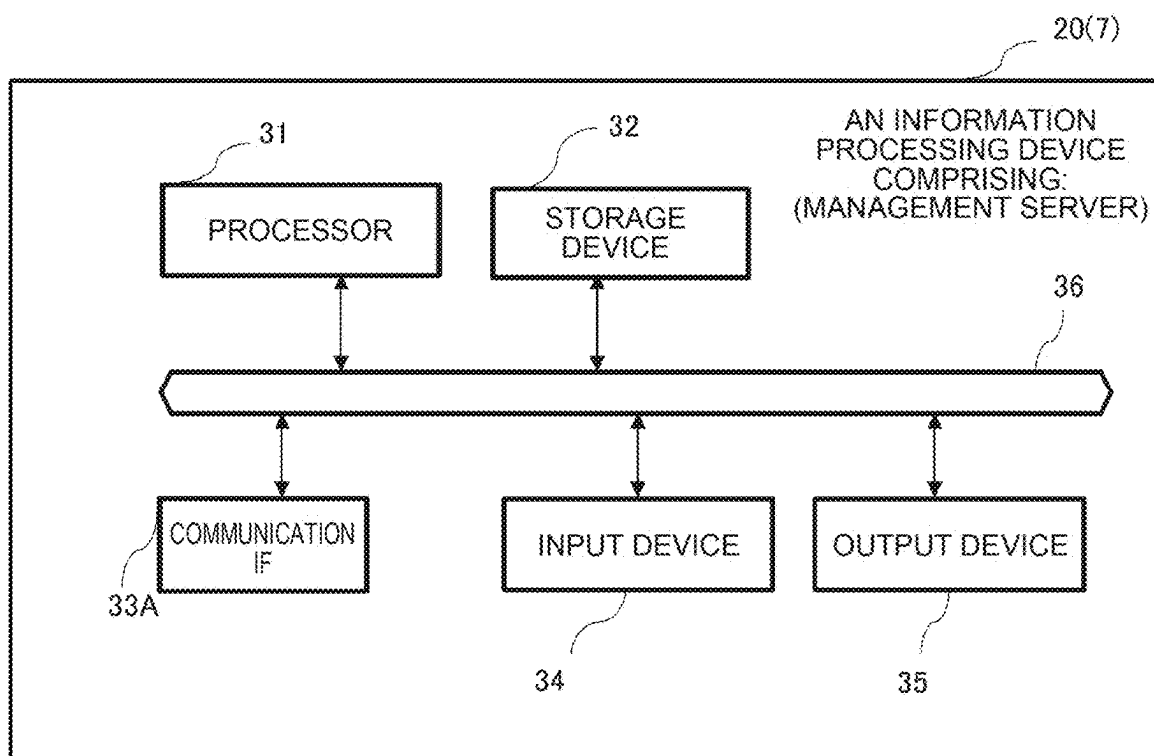 20(7)
AN INFORMATION
PROCESSING DEVICE
COMPRISING:
(MANAGEMENT SERVER)
31
32
PROCESSOR
STORAGE
DEVICE
36
COMMUNICATION
IF
INPUT DEVICE
OUTPUT DEVICE
33A
34
35